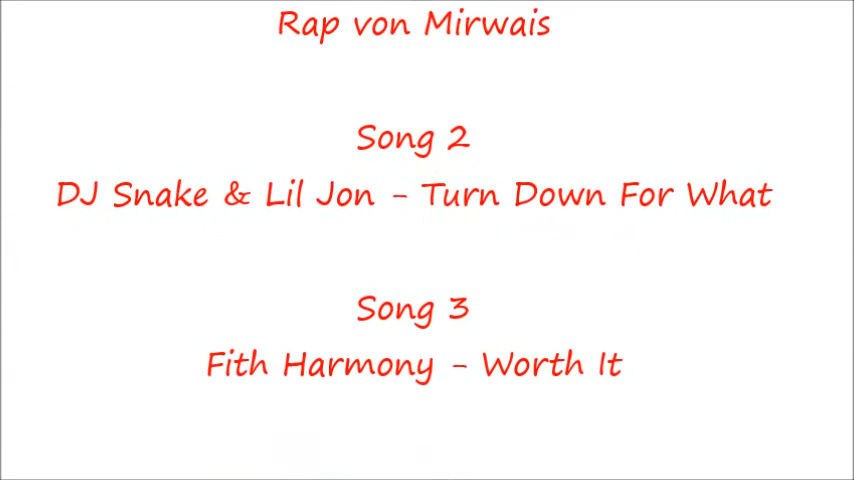 Rap von Mirwais
Song 2
DJ Snake & Lil Jon - Turn Down For What
Song 3
Fith Harmony - Worth It